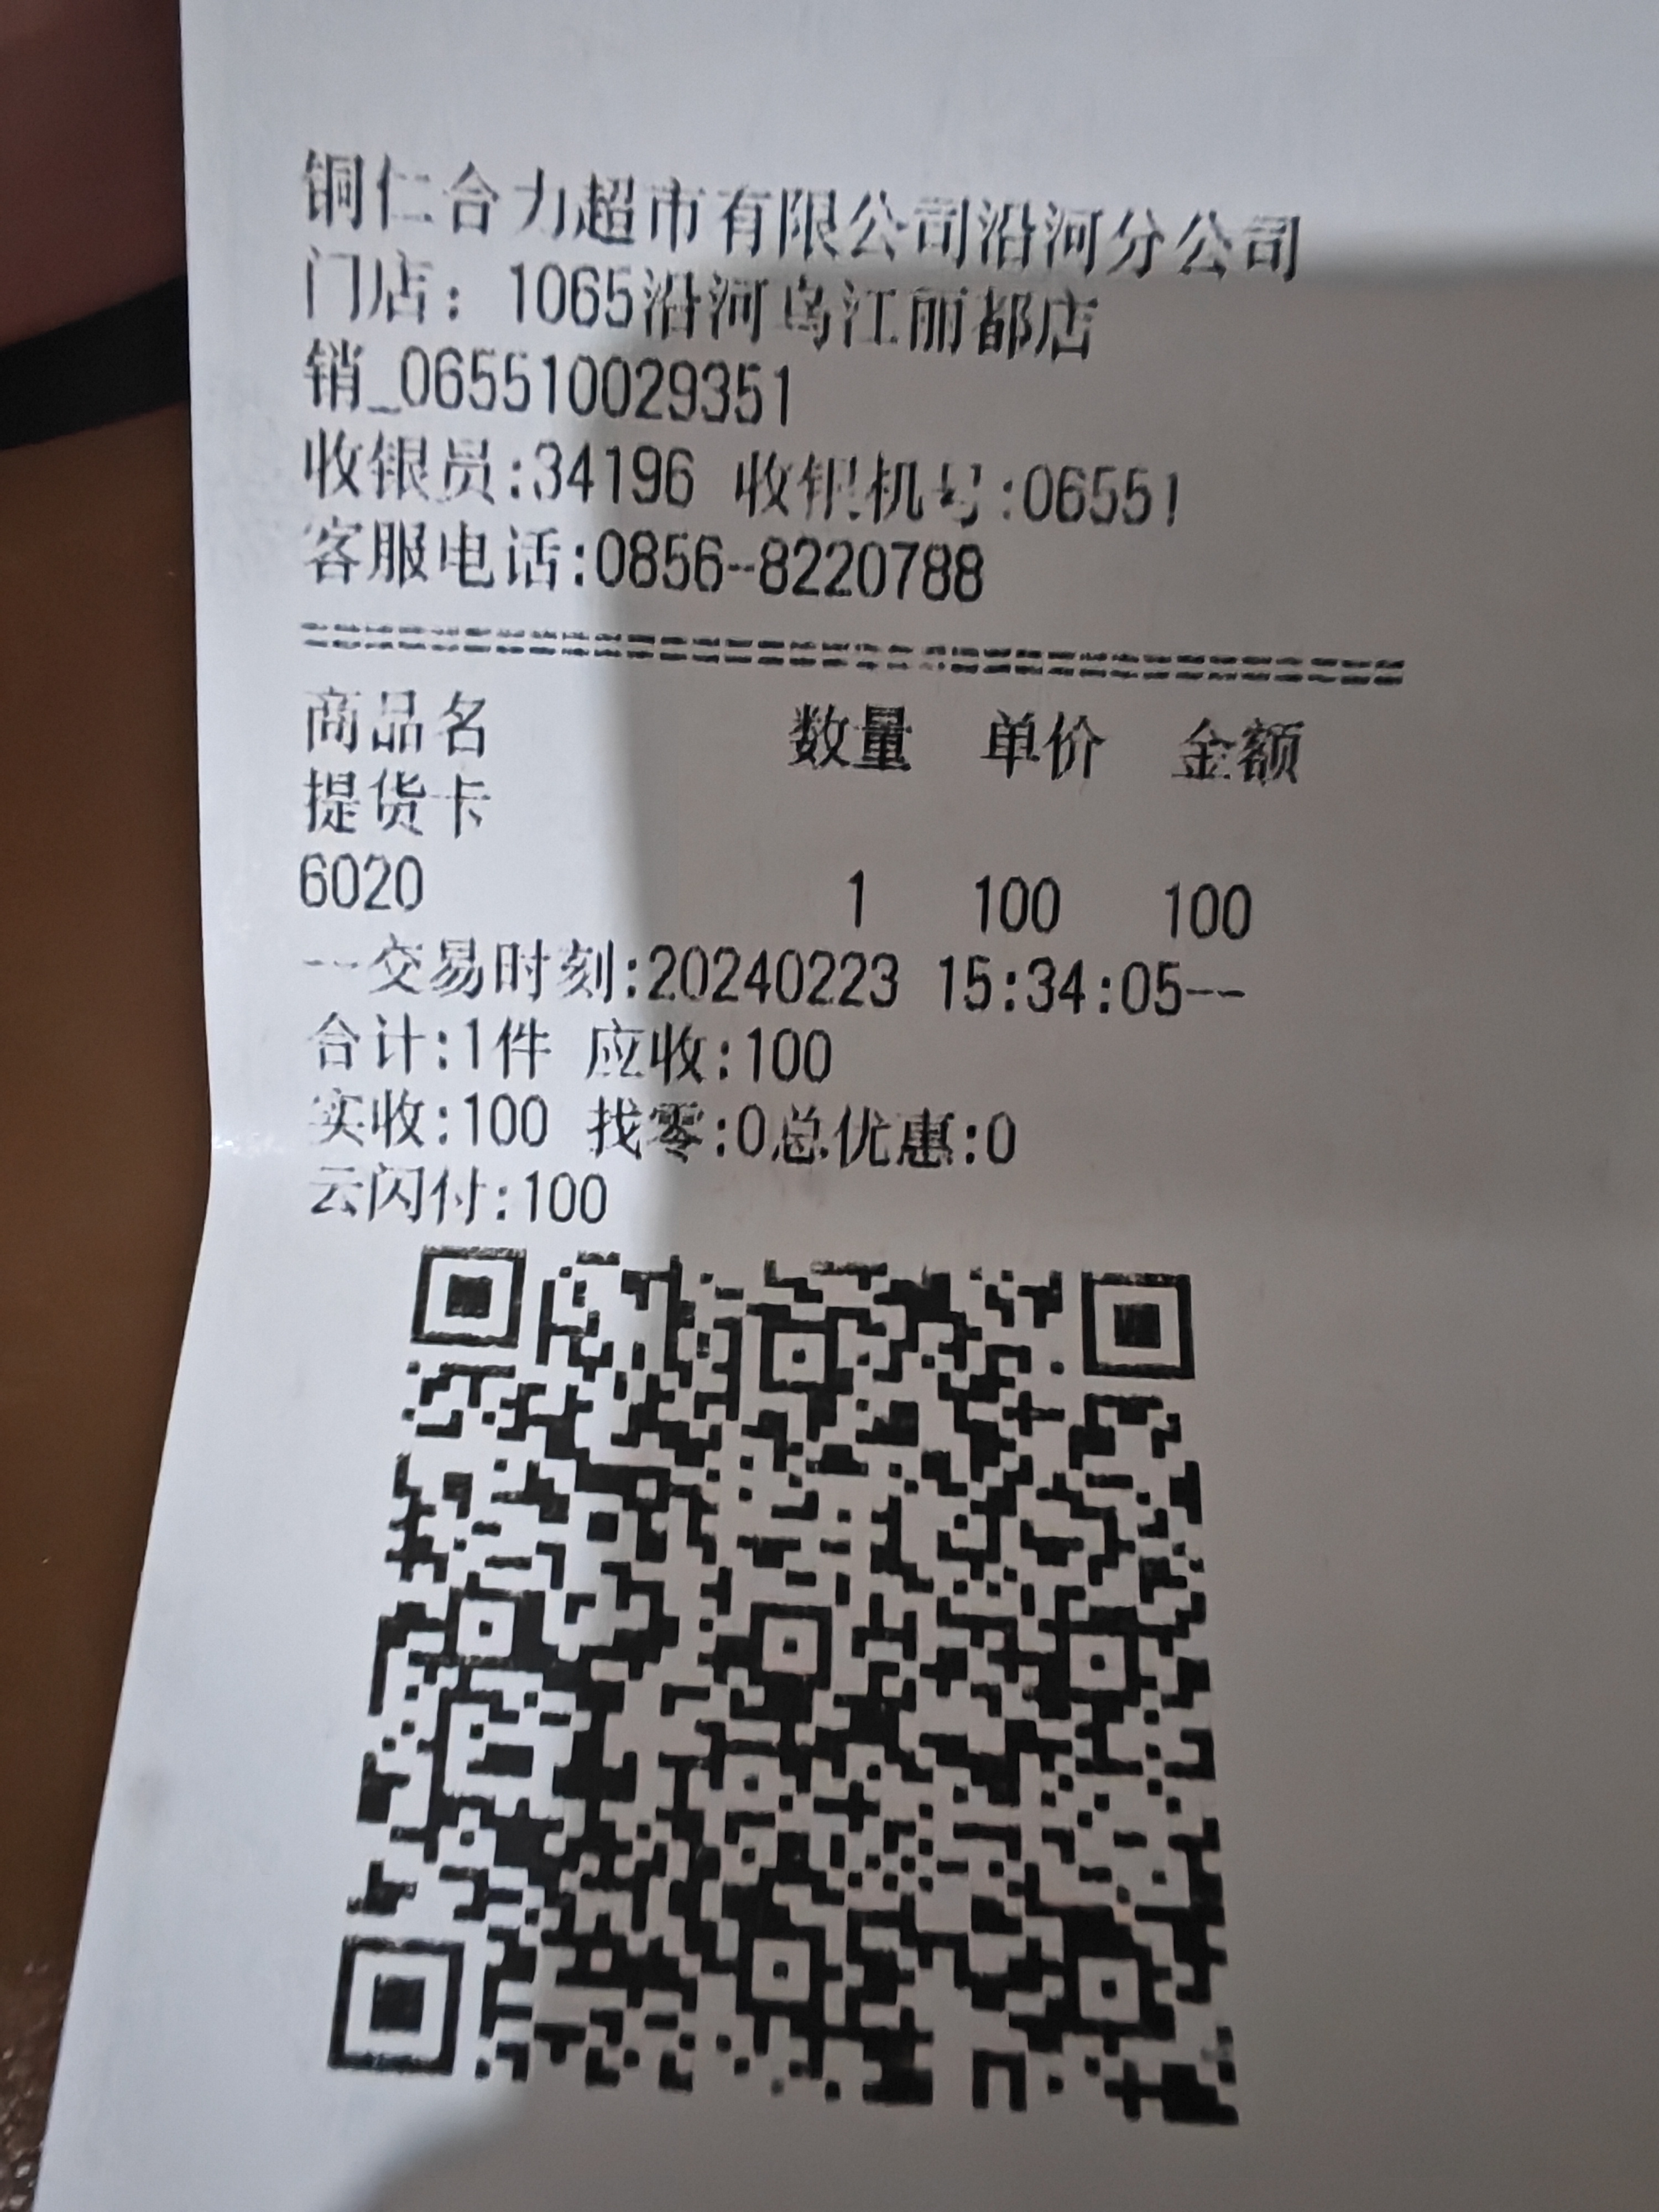 铜仁合力超市有限公司沿河分公司
门店：1065沿河乌江丽都店
销_065510029351
收银员:34196 收银机号:06551
客服电话:0856-8220788
================================
商品名 数量 单价 金额
提货卡
6020 1 100 100
--交易时刻:20240223 15:34:05--
合计:1件 应收:100
实收:100 找零:0总优惠:0
云闪付:100